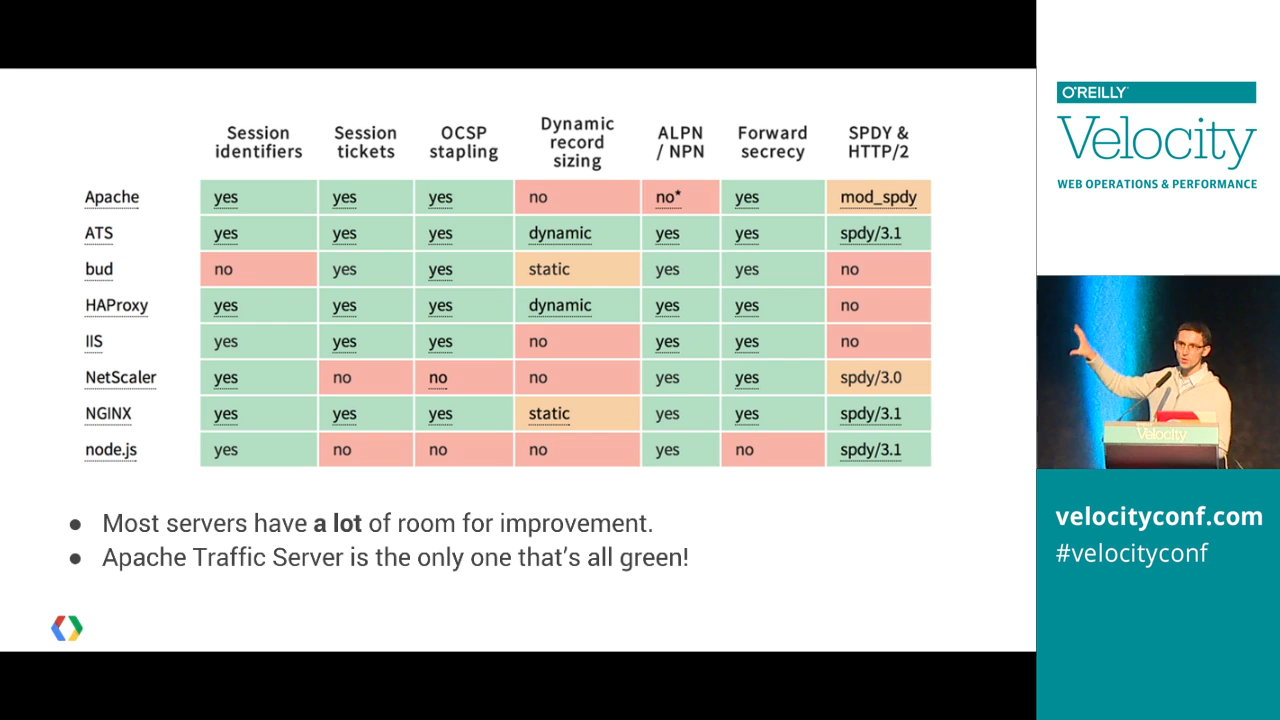 Session identifiers Session tickets OCSP stapling Dynamic record sizing ALPN / NPN Forward secrecy SPDY & HTTP/2
Apache yes yes yes no no* yes mod_spdy
ATS yes yes yes dynamic yes yes spdy/3.1
bud no yes yes static yes yes no
HAProxy yes yes yes dynamic yes yes no
IIS yes yes yes no yes yes no
NetScaler yes no no no yes yes spdy/3.0
NGINX yes yes yes static yes yes spdy/3.1
node.js yes no no no yes no spdy/3.1
● Most servers have a lot of room for improvement.
● Apache Traffic Server is the only one that's all green!
O'REILLY
Velocity
WEB OPERATIONS & PERFORMANCE
Velocity
velocityconf.com
#velocityconf